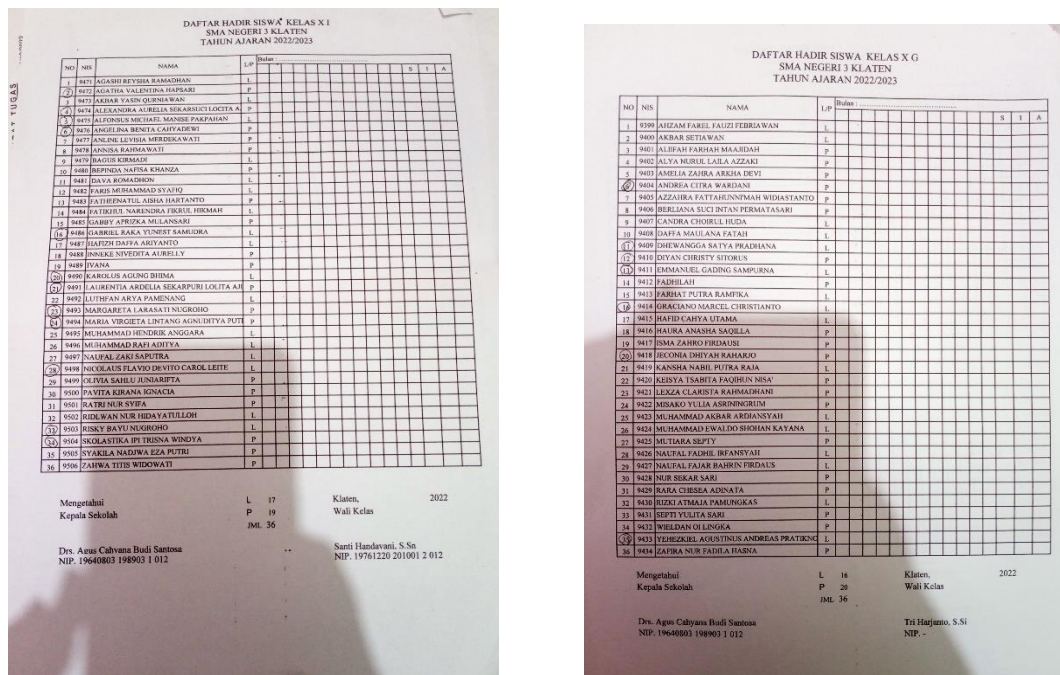 DAFTAR HADIR SISWA KELAS X I
SMA NEGERI 3 KLATEN
TAHUN AJARAN 2022/2023
TUGAS
NO NIS NAMA L/P Bulan : S I A
1 9471 AGASHI REYSHA RAMADHAN L
2 9472 AGATHA VALENTINA HAPSARI P
3 9473 AKBAR YASIN QURNIAWAN L
4 9474 ALEXANDRA AURELIA SEKARSUCI LOCITA A. P
5 9475 ALFONSUS MICHAEL MANISE PAKPAHAN L
6 9476 ANGELINA BENITA CAHYADEWI P
7 9477 ANLINE LEVISIA MERDEKAWATI P
8 9478 ANNISA RAHMAWATI P
9 9479 BAGUS KIRMADI L
10 9480 BEPINDA NAFISA KHANZA P
11 9481 DAVA ROMADHON L
12 9482 FARIS MUHAMMAD SYAFIQ L
13 9483 FATHEENATUL AISHA HARTANTO P
14 9484 FATIKHUL NARENDRA FIKRUL HIKMAH L
15 9485 GABBY APRIZKA MULANSARI P
16 9486 GABRIEL RAKA YUNEST SAMUDRA L
17 9487 HAFIZH DAFFA ARIYANTO L
18 9488 INNEKE NIVEDITA AURELLY P
19 9489 IVANA P
20 9490 KAROLUS AGUNG BHIMA L
21 9491 LAURENTIA ARDELIA SEKARPURI LOLITA AJI P
22 9492 LUTHFAN ARYA PAMENANG L
23 9493 MARGARETA LARASATI NUGROHO P
24 9494 MARIA VIRGIETA LINTANG AGNUDITYA PUTI P
25 9495 MUHAMMAD HENDRIK ANGGARA L
26 9496 MUHAMMAD RAFI ADITYA L
27 9497 NAUFAL ZAKI SAPUTRA L
28 9498 NICOLAUS FLAVIO DEVITO CAROL LEITE L
29 9499 OLIVIA SAHLU JUNIARIFTA P
30 9500 PAVITA KIRANA IGNACIA P
31 9501 RATRI NUR SYIFA P
32 9502 RIDLWAN NUR HIDAYATULLOH L
33 9503 RISKY BAYU NUGROHO L
34 9504 SKOLASTIKA IPI TRISNA WINDYA P
35 9505 SYAKILA NADJWA EZA PUTRI P
36 9506 ZAHWA TITIS WIDOWATI P
Mengetahui L 17 Klaten, 2022
Kepala Sekolah P 19 Wali Kelas
JML 36
Drs. Agus Cahyana Budi Santosa Santi Handayani, S.Sn
NIP. 19640803 198903 1 012 NIP. 19761220 201001 2 012
DAFTAR HADIR SISWA KELAS X G
SMA NEGERI 3 KLATEN
TAHUN AJARAN 2022/2023
NO NIS NAMA L/P Bulan : S I A
1 9399 AHZAM FAREL FAUZI FEBRIAWAN L
2 9400 AKBAR SETIAWAN L
3 9401 ALEFAH FARHAH MAAJIDAH P
4 9402 ALYA NURUL LAILA AZZAKI P
5 9403 AMELIA ZAHRA ARKHA DEVI P
6 9404 ANDREA CITRA WARDANI P
7 9405 AZZAHRA FATTAHUNNI'MAH WIDIASTANTO P
8 9406 BERLIANA SUCI INTAN PERMATASARI P
9 9407 CANDRA CHOIRUL HUDA L
10 9408 DAFFA MAULANA FATAH L
11 9409 DHEWANGGA SATYA PRADHANA L
12 9410 DIYAN CHRISTY SITORUS P
13 9411 EMMANUEL GADING SAMPURNA L
14 9412 FADHILAH P
15 9413 FARHAT PUTRA RAMFIKA L
16 9414 GRACIANO MARCEL CHRISTIANTO L
17 9415 HAFID CAHYA UTAMA L
18 9416 HAURA ANASHA SAQILLA P
19 9417 ISMA ZAHRO FIRDAUSI P
20 9418 JECONIA DHIYAH RAHARJO P
21 9419 KANSHA NABIL PUTRA RAJA L
22 9420 KEISYA TSABITA FAQIHUN NISA' P
23 9421 LEXZA CLARISTA RAHMADHANI P
24 9422 MISAKO YULIA ASRININGRUM P
25 9423 MUHAMMAD AKBAR ARDIANSYAH L
26 9424 MUHAMMAD EWALDO SHOHAN KAYANA L
27 9425 MUTIARA SEPTY P
28 9426 NAUFAL FADHIL IRFANSYAH L
29 9427 NAUFAL FAJAR BAHRIN FIRDAUS L
30 9428 NUR SEKAR SARI P
31 9429 RARA CHESEA ADINATA P
32 9430 RIZKI ATMAJA PAMUNGKAS L
33 9431 SEPTI YULITA SARI P
34 9432 WIELDAN OI LINGKA P
35 9433 YEHEZKIEL AGUSTINUS ANDREAS PRATIKNO L
36 9434 ZAFIRA NUR FADILA HASNA P
Mengetahui L 16 Klaten, 2022
Kepala Sekolah P 20 Wali Kelas
JML 36
Drs. Agus Cahyana Budi Santosa Tri Harjanto, S.Si
NIP. 19640803 198903 1 012 NIP. -